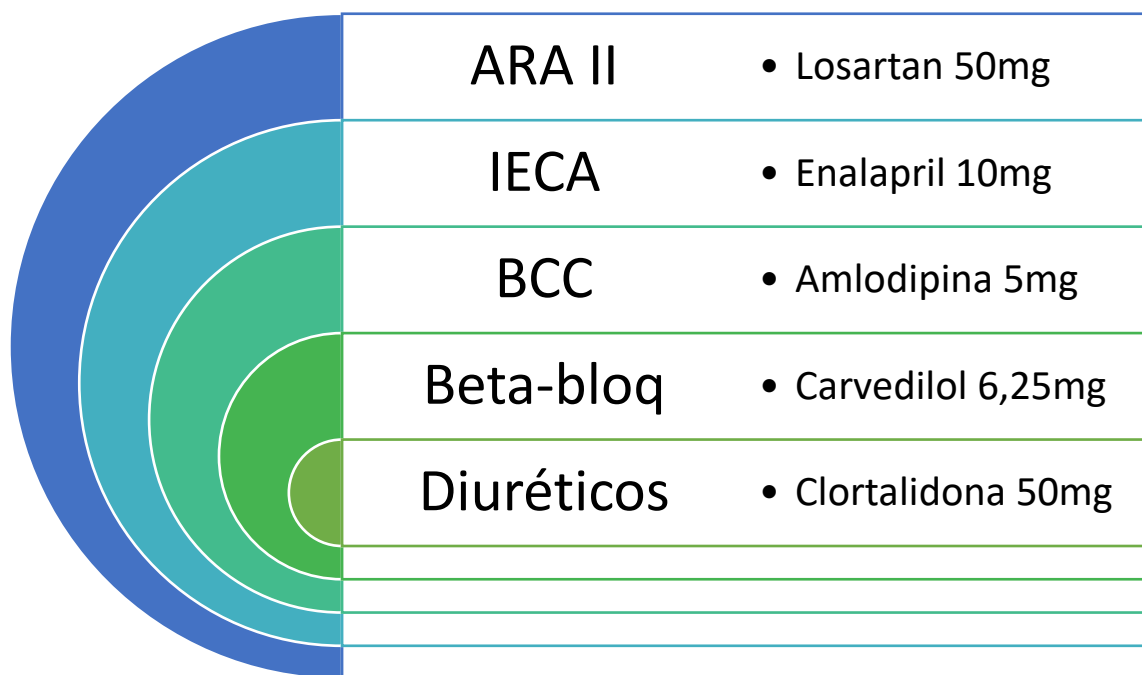 ARA II
• Losartan 50mg
IECA
• Enalapril 10mg
BCC
• Amlodipina 5mg
Beta-bloq
• Carvedilol 6,25mg
Diuréticos
• Clortalidona 50mg